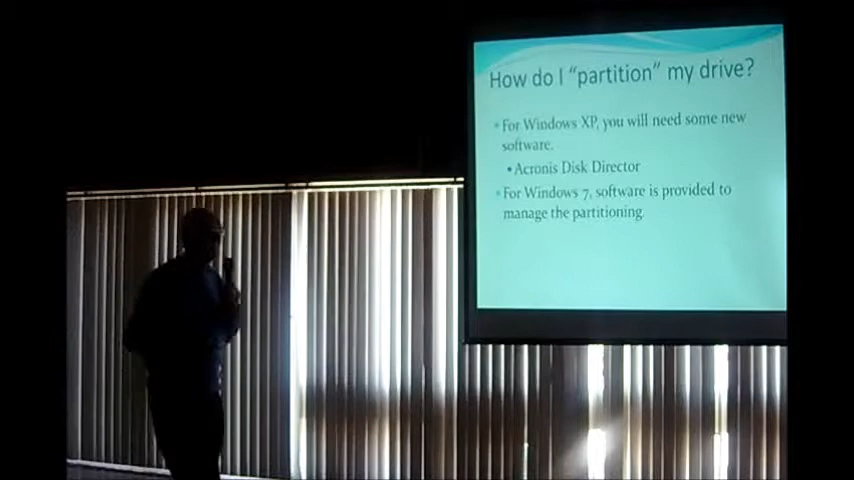 How do I “partition” my drive?
• For Windows XP, you will need some new
software.
• Acronis Disk Director
• For Windows 7, software is provided to
manage the partitioning.